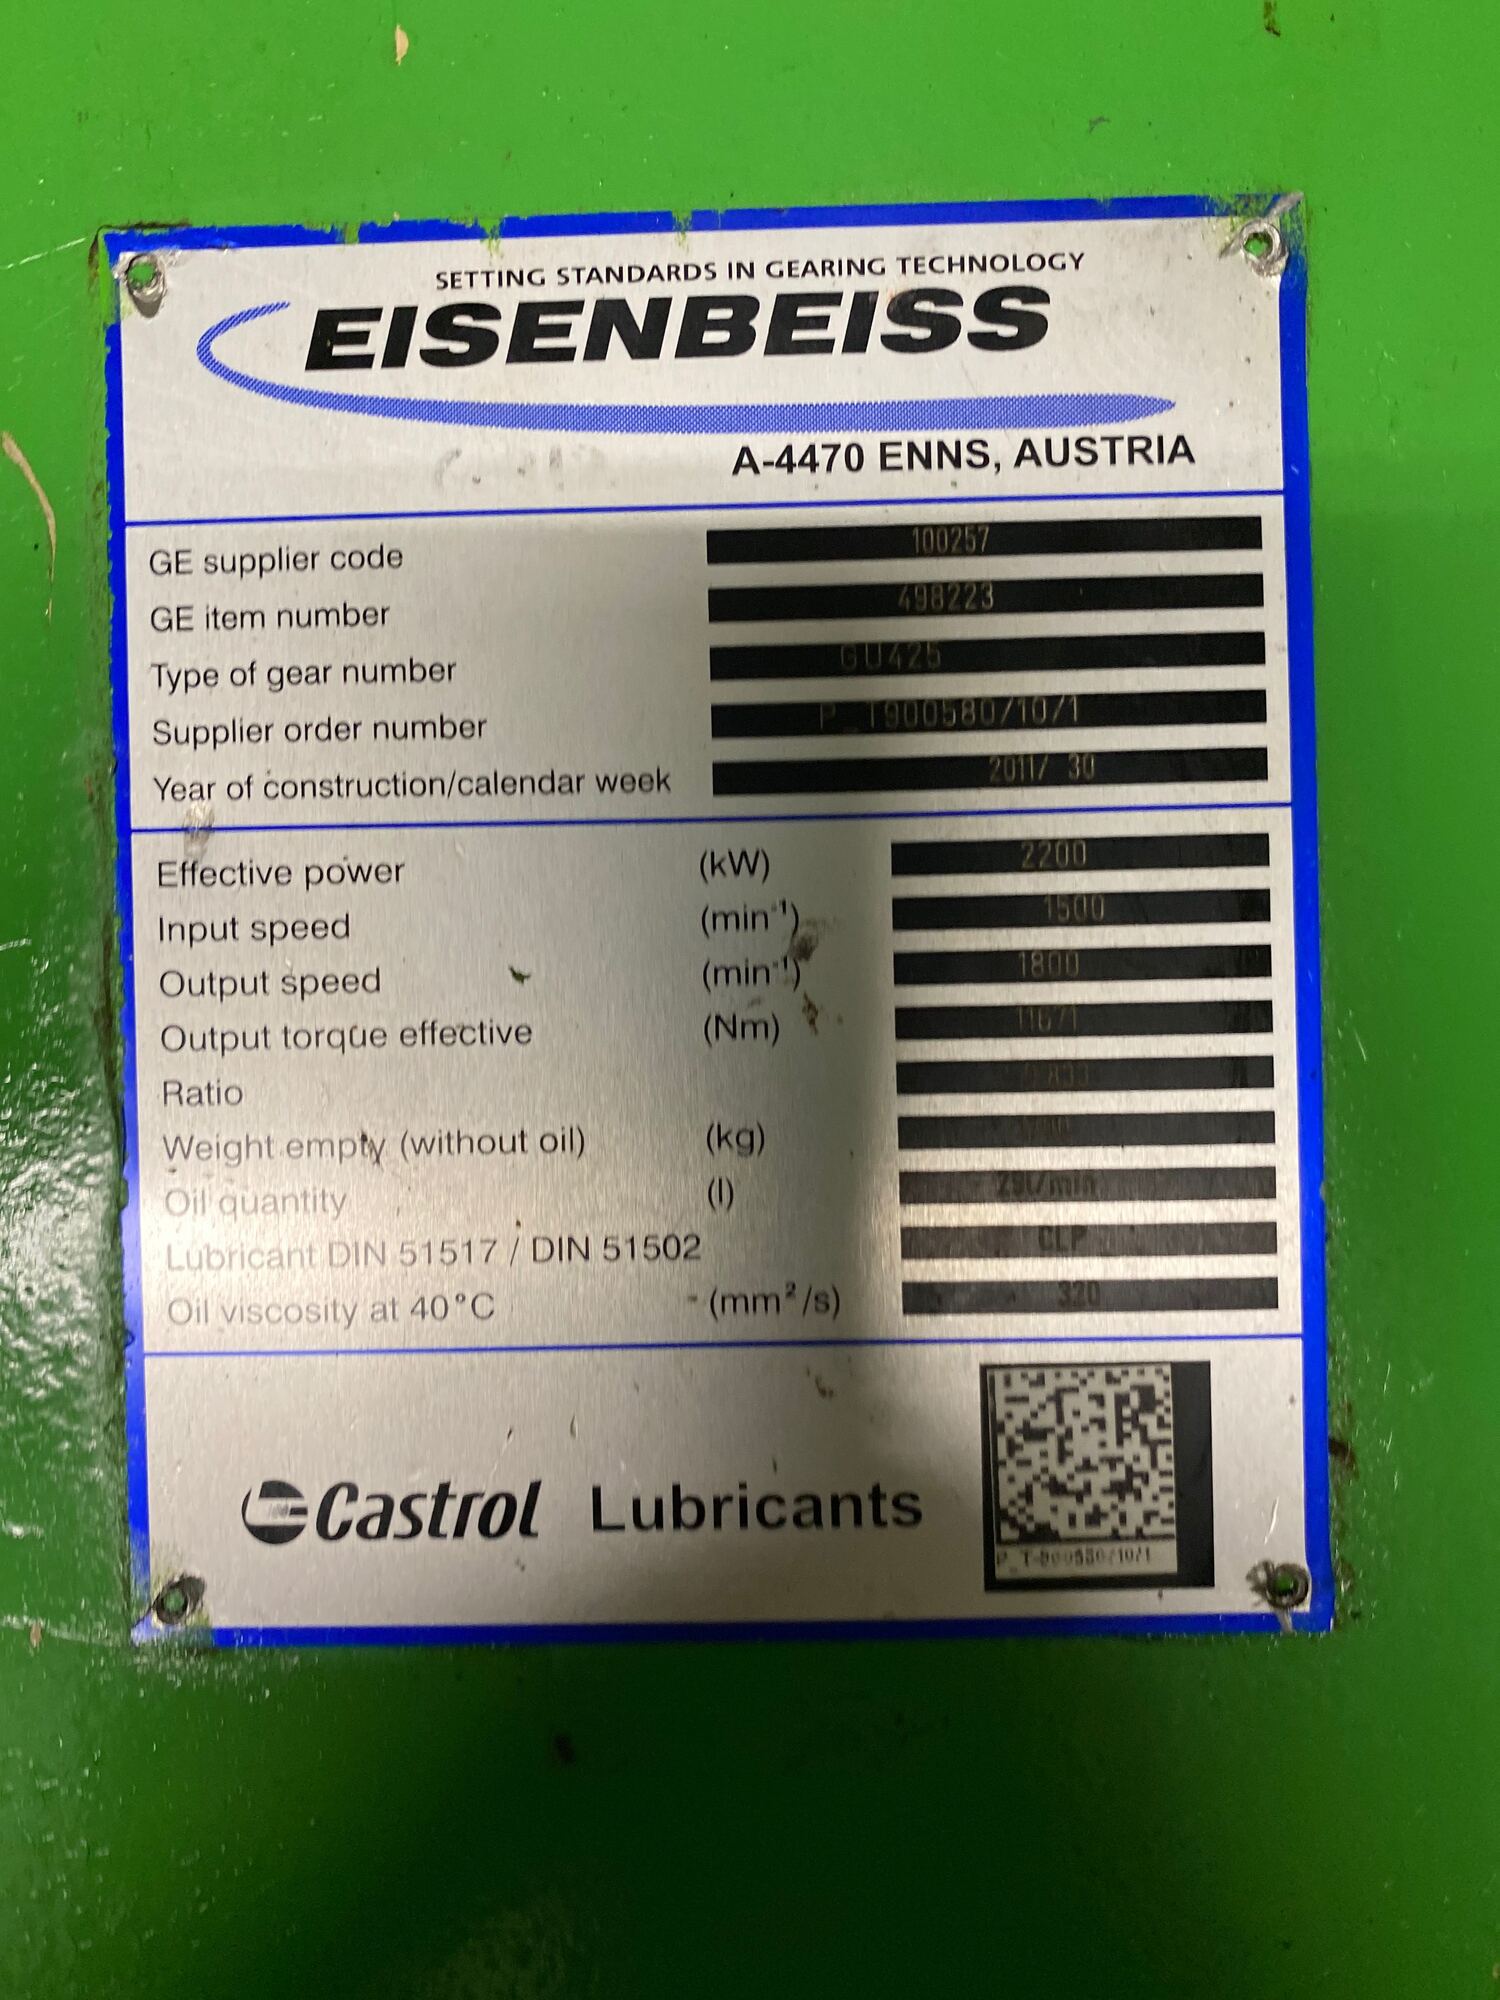 SETTING STANDARDS IN GEARING TECHNOLOGY
EISENBEISS
A-4470 ENNS, AUSTRIA
GE supplier code 100257
GE item number 498223
Type of gear number GU425
Supplier order number P_T900580/10/1
Year of construction/calendar week 2011/ 30
Effective power (kW) 2200
Input speed (min⁻¹) 1500
Output speed (min⁻¹) 1800
Output torque effective (Nm) 11671
Ratio
Weight empty (without oil) (kg)
Oil quantity (l)
Lubricant DIN 51517 / DIN 51502 CLP
Oil viscosity at 40°C (mm²/s) 320
Castrol Lubricants